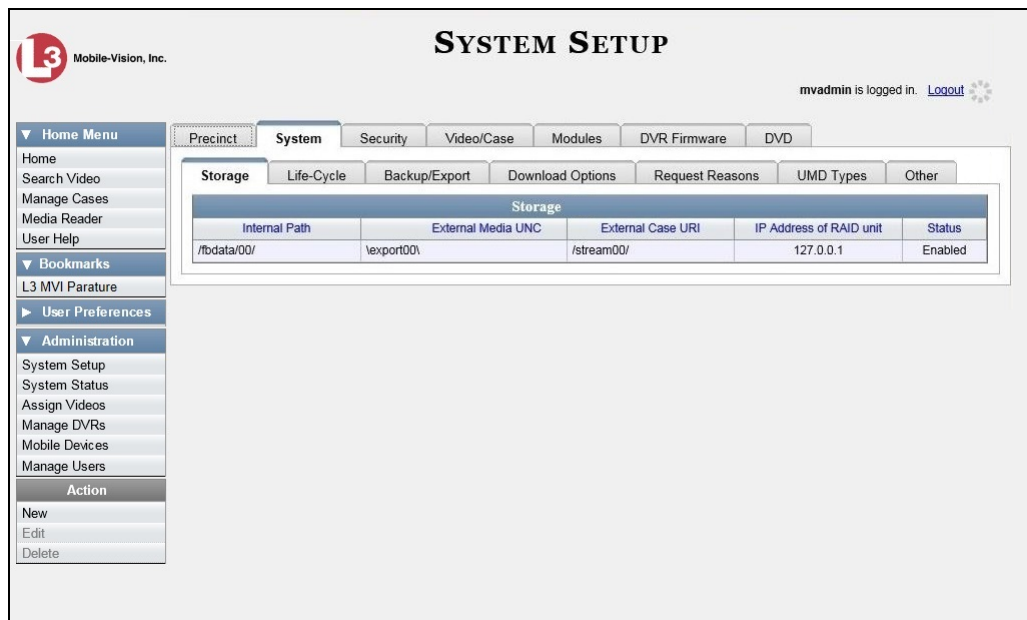 SYSTEM SETUP
L3 Mobile-Vision, Inc.
mvadmin is logged in. Logout
▼ Home Menu
Home
Search Video
Manage Cases
Media Reader
User Help
▼ Bookmarks
L3 MVI Parature
► User Preferences
▼ Administration
System Setup
System Status
Assign Videos
Manage DVRs
Mobile Devices
Manage Users
Action
New
Edit
Delete
Precinct System Security Video/Case Modules DVR Firmware DVD
Storage Life-Cycle Backup/Export Download Options Request Reasons UMD Types Other
Storage
Internal Path External Media UNC External Case URI IP Address of RAID unit Status
/fbdata/00/ \export00\ /stream00/ 127.0.0.1 Enabled